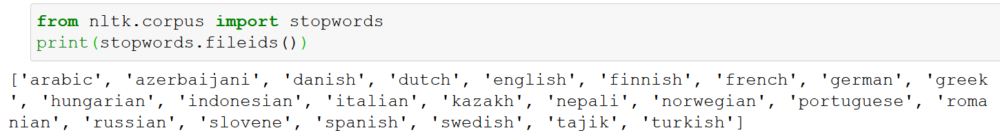 from nltk.corpus import stopwords
print(stopwords.fileids())
['arabic', 'azerbaijani', 'danish', 'dutch', 'english', 'finnish', 'french', 'german', 'greek
', 'hungarian', 'indonesian', 'italian', 'kazakh', 'nepali', 'norwegian', 'portuguese', 'roma
nian', 'russian', 'slovene', 'spanish', 'swedish', 'tajik', 'turkish']